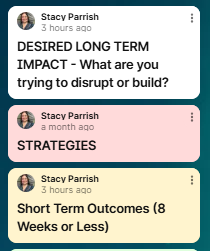 Stacy Parrish
3 hours ago
DESIRED LONG TERM
IMPACT - What are you
trying to disrupt or build?
Stacy Parrish
a month ago
STRATEGIES
Stacy Parrish
3 hours ago
Short Term Outcomes (8
Weeks or Less)